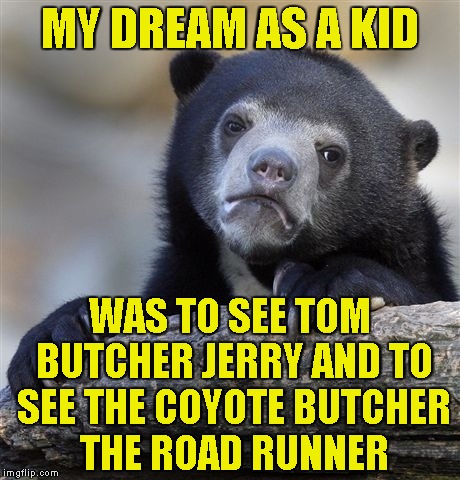 MY DREAM AS A KID
WAS TO SEE TOM
BUTCHER JERRY AND TO
SEE THE COYOTE BUTCHER
THE ROAD RUNNER
imgflip.com